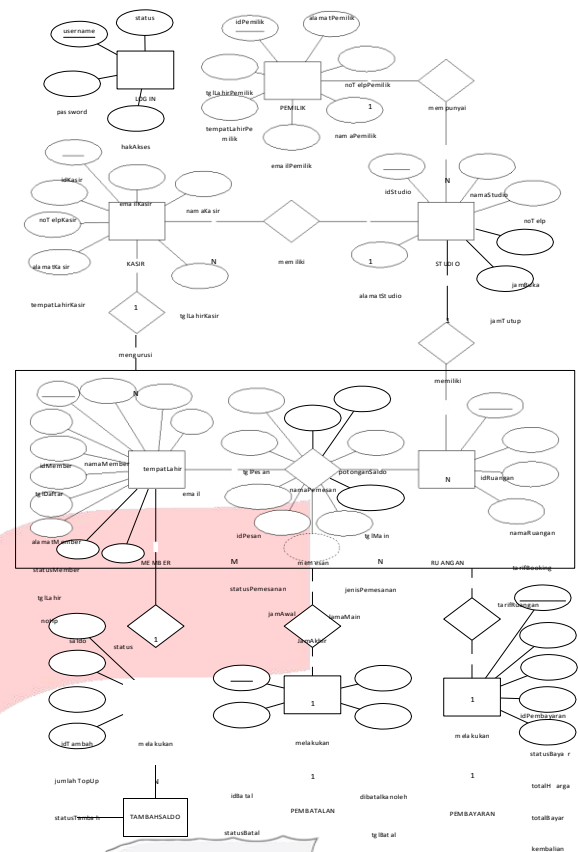 status
username
idPemilik
alamatPemilik
LOGIN
tglLahirPemilik
noTelpPemilik
password
PEMILIK
1
mempunyai
tempatLahirPe
milik
namaPemilik
hakAkses
emailPemilik
idKasir
N
idStudio
namaStudio
emailKasir
namaKasir
noTelpKasir
noTelp
alamatKasir
KASIR
N
memiliki
1
STUDIO
jamBuka
alamatStudio
tempatLahirKasir
1
tglLahirKasir
1
jamTutup
mengurusi
memiliki
N
idMember
namaMember
tempatLahir
tglPesan
potonganSaldo
N
idRuangan
tglDaftar
email
namaPemesan
idPesan
tglMain
namaRuangan
alamatMember
MEMBER
M
memesan
N
RUANGAN
tarifBooking
statusMember
statusPemesanan
jenisPemesanan
tglLahir
tarifRuangan
noHp
jamAwal
lamaMain
saldo
status
1
jamAkhir
1
1
idPembayaran
idTambah
melakukan
melakukan
melakukan
statusBayar
jumlahTopUp
N
1
1
totalHarga
idBatal
dibatalkanoleh
PEMBATALAN
PEMBAYARAN
statusTambah
TAMBAHSALDO
totalBayar
statusBatal
tglBatal
kembalian